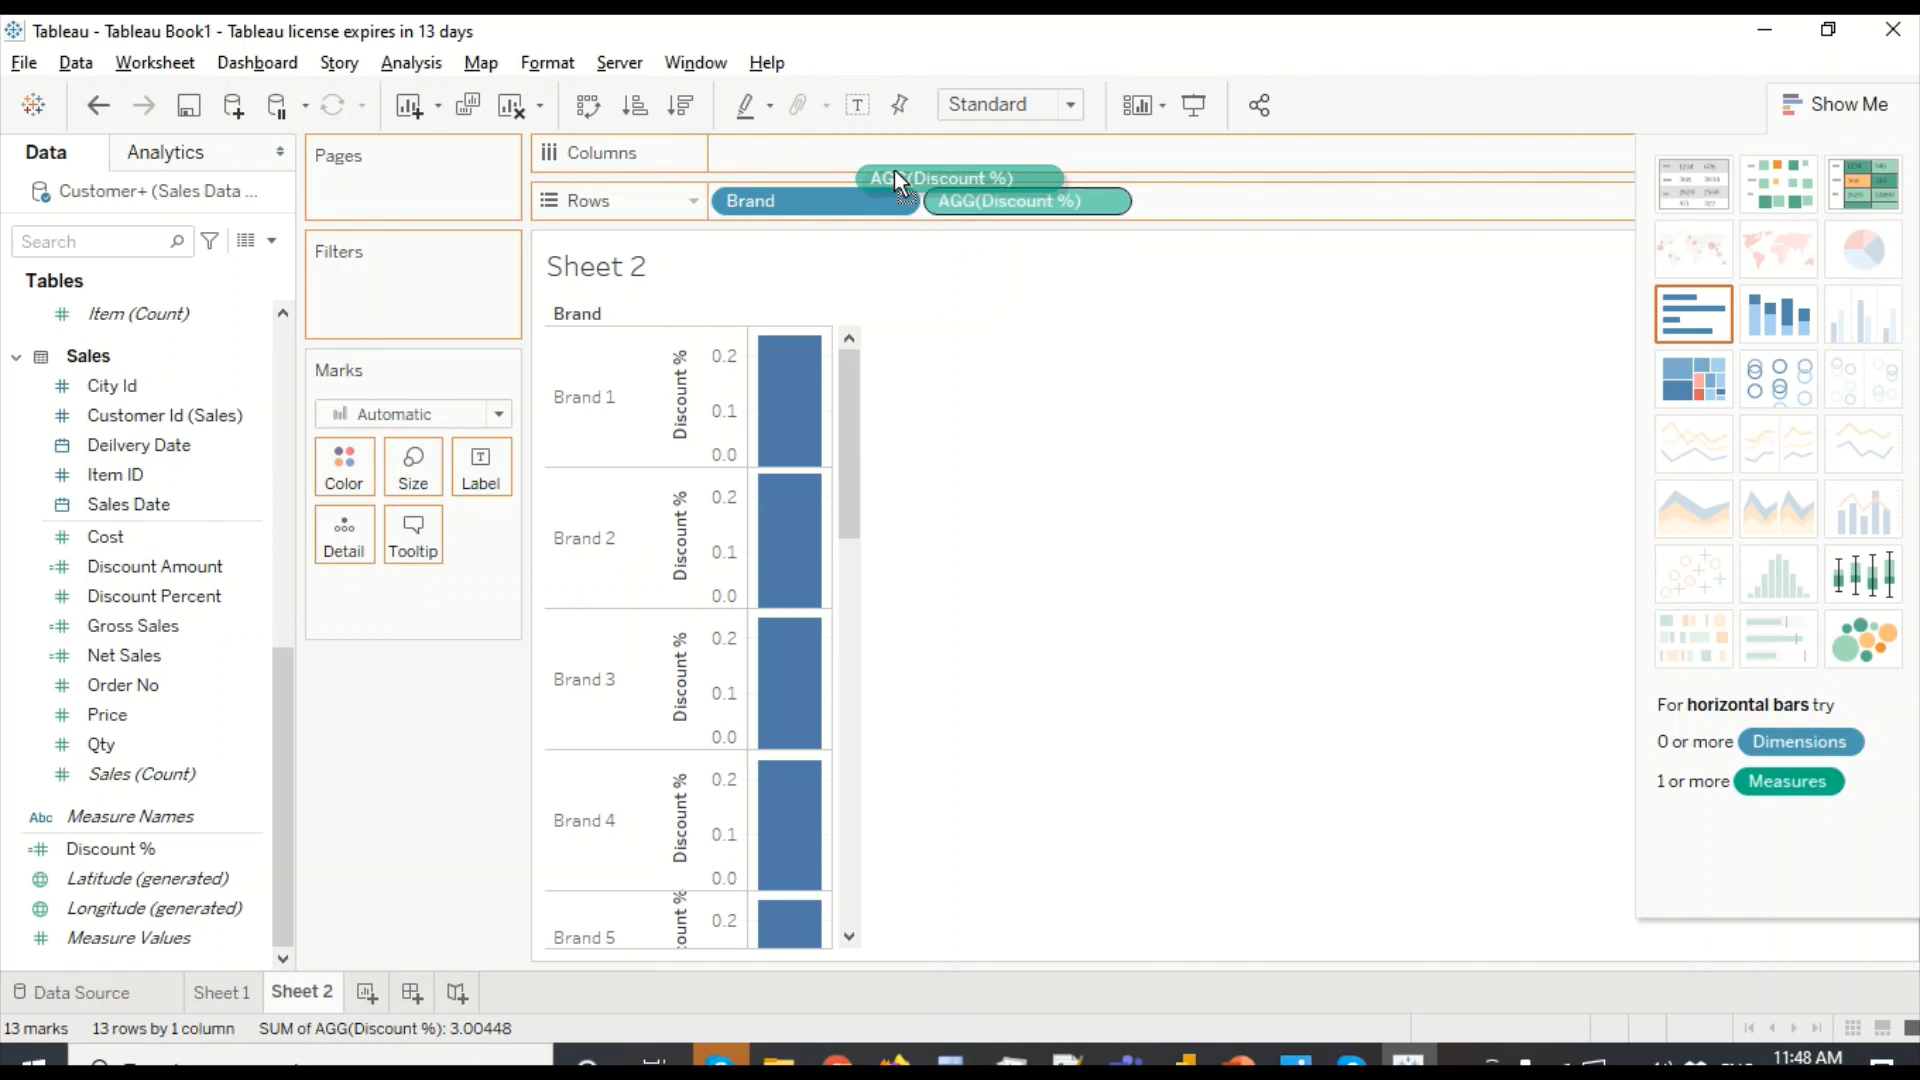 Tableau - Tableau Book1 - Tableau license expires in 13 days
File Data Worksheet Dashboard Story Analysis Map Format Server Window Help
Standard
Show Me
Data Analytics
Customer+ (Sales Data ...
Search
Tables
Item (Count)
Sales
City Id
Customer Id (Sales)
Deilvery Date
Item ID
Sales Date
Cost
Discount Amount
Discount Percent
Gross Sales
Net Sales
Order No
Price
Qty
Sales (Count)
Abc Measure Names
Discount %
Latitude (generated)
Longitude (generated)
Measure Values
Pages
Filters
Marks
Automatic
Color Size Label
Detail Tooltip
Columns
AGG(Discount %)
Rows Brand AGG(Discount %)
Sheet 2
Brand
Brand 1 Discount % 0.2 0.1 0.0
Brand 2 Discount % 0.2 0.1 0.0
Brand 3 Discount % 0.2 0.1 0.0
Brand 4 Discount % 0.2 0.1 0.0
Brand 5 count % 0.2
For horizontal bars try
0 or more Dimensions
1 or more Measures
Data Source Sheet 1 Sheet 2
13 marks 13 rows by 1 column SUM of AGG(Discount %): 3.00448
11:48 AM